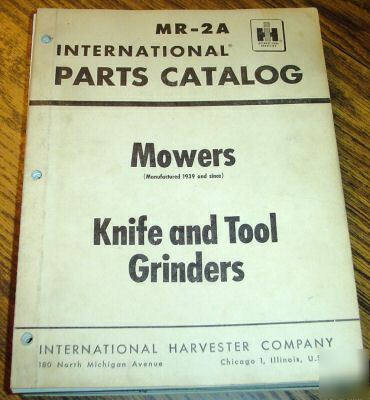 MR-2A
INTERNATIONAL®
PARTS CATALOG
IH
Mowers
(Manufactured 1939 and since)
Knife and Tool
Grinders
INTERNATIONAL HARVESTER COMPANY
180 North Michigan Avenue Chicago 1, Illinois, U.S